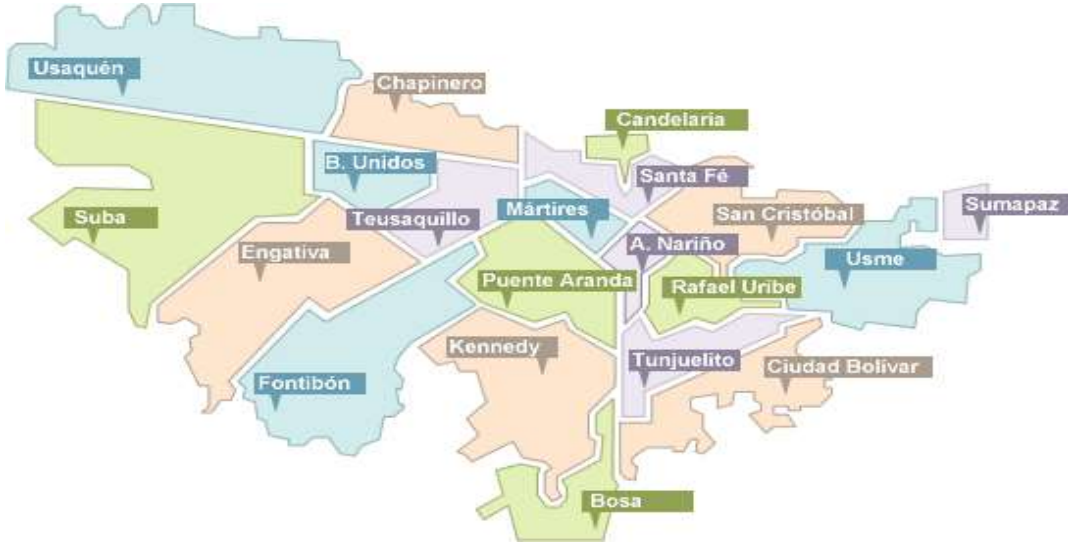 Usaquén
Chapinero
Candelaria
B. Unidos
Santa Fé
Suba
Teusaquillo
Mártires
San Cristóbal
Sumapaz
Engativa
A. Nariño
Usme
Puente Aranda
Rafael Uribe
Kennedy
Tunjuelito
Ciudad Bolívar
Fontibón
Bosa